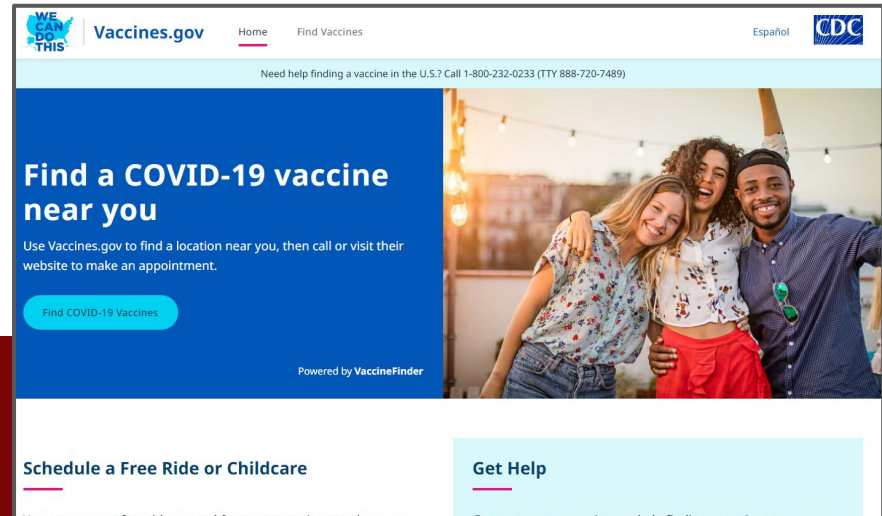 WE
CAN
DO
THIS
Vaccines.gov
Home
Find Vaccines
Español
CDC
Need help finding a vaccine in the U.S.? Call 1-800-232-0233 (TTY 888-720-7489)
Find a COVID-19 vaccine
near you
Use Vaccines.gov to find a location near you, then call or visit their
website to make an appointment.
Find COVID-19 Vaccines
Powered by VaccineFinder
Schedule a Free Ride or Childcare
Get Help